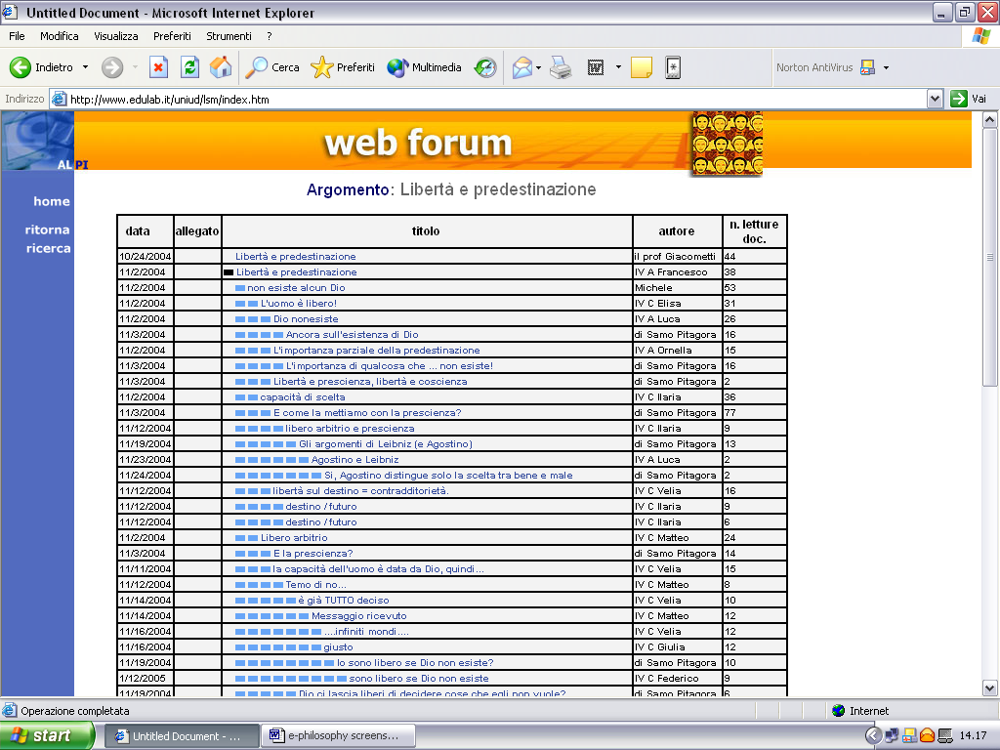 Untitled Document - Microsoft Internet Explorer
File Modifica Visualizza Preferiti Strumenti ?
Indietro Cerca Preferiti Multimedia Norton AntiVirus
Indirizzo http://www.edulab.it/uniud/lsm/index.htm Vai
web forum
AL PI
home
ritorna
ricerca
Argomento: Libertà e predestinazione
data allegato titolo autore n. letture doc.
10/24/2004 Libertà e predestinazione il prof Giacometti 44
11/2/2004 Libertà e predestinazione IV A Francesco 38
11/2/2004 non esiste alcun Dio Michele 53
11/2/2004 L'uomo è libero! IV C Elisa 31
11/2/2004 Dio nonesiste IV A Luca 26
11/3/2004 Ancora sull'esistenza di Dio di Samo Pitagora 16
11/2/2004 L'importanza parziale della predestinazione IV A Ornella 15
11/3/2004 L'importanza di qualcosa che ... non esiste! di Samo Pitagora 16
11/3/2004 Libertà e prescienza, libertà e coscienza di Samo Pitagora 2
11/2/2004 capacità di scelta IV C Ilaria 36
11/3/2004 E come la mettiamo con la prescienza? di Samo Pitagora 77
11/12/2004 libero arbitrio e prescienza IV C Ilaria 9
11/19/2004 Gli argomenti di Leibniz (e Agostino) di Samo Pitagora 13
11/23/2004 Agostino e Leibniz IV A Luca 2
11/24/2004 Sì, Agostino distingue solo la scelta tra bene e male di Samo Pitagora 2
11/12/2004 libertà sul destino = contradditorietà. IV C Velia 16
11/12/2004 destino /futuro IV C Ilaria 9
11/12/2004 destino /futuro IV C Ilaria 6
11/2/2004 Libero arbitrio IV C Matteo 24
11/3/2004 E la prescienza? di Samo Pitagora 14
11/11/2004 la capacità dell'uomo è data da Dio, quindi... IV C Velia 15
11/12/2004 Temo di no... IV C Matteo 8
11/14/2004 è già TUTTO deciso IV C Velia 10
11/14/2004 Messaggio ricevuto IV C Matteo 12
11/16/2004 ....infiniti mondi.... IV C Velia 12
11/16/2004 giusto IV C Giulia 12
11/19/2004 Io sono libero se Dio non esiste? di Samo Pitagora 10
1/12/2005 sono libero se Dio non esiste IV C Federico 9
11/19/2004 Dio ci lascia liberi di decidere cose che egli non vuole? di Samo Pitagora 6
Operazione completata Internet
start Untitled Document - ... e-philosophy screens... 14.17